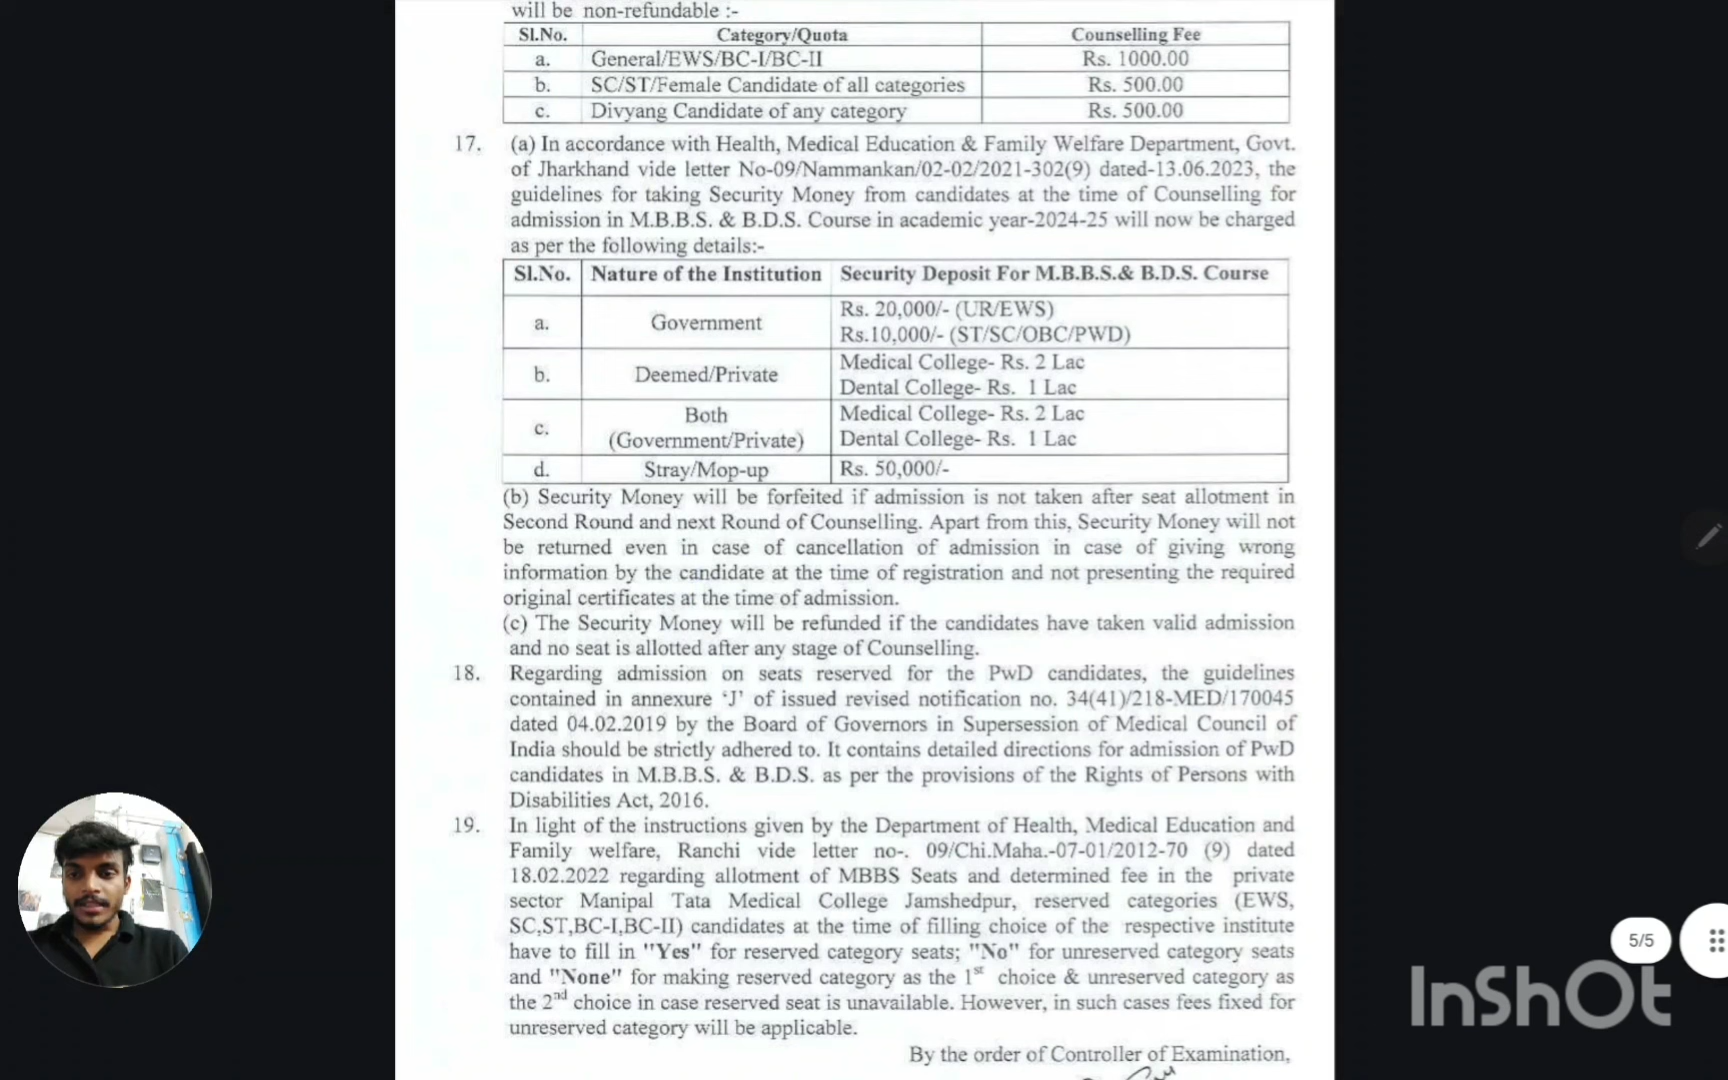 will be non-refundable :-
Sl.No. Category/Quota Counselling Fee
a. General/EWS/BC-I/BC-II Rs. 1000.00
b. SC/ST/Female Candidate of all categories Rs. 500.00
c. Divyang Candidate of any category Rs. 500.00
17. (a) In accordance with Health, Medical Education & Family Welfare Department, Govt.
of Jharkhand vide letter No-09/Nammankan/02-02/2021-302(9) dated-13.06.2023, the
guidelines for taking Security Money from candidates at the time of Counselling for
admission in M.B.B.S. & B.D.S. Course in academic year-2024-25 will now be charged
as per the following details:-
Sl.No. Nature of the Institution Security Deposit For M.B.B.S.& B.D.S. Course
a. Government Rs. 20,000/- (UR/EWS)
Rs.10,000/- (ST/SC/OBC/PWD)
b. Deemed/Private Medical College- Rs. 2 Lac
Dental College- Rs. 1 Lac
c. Both (Government/Private) Medical College- Rs. 2 Lac
Dental College- Rs. 1 Lac
d. Stray/Mop-up Rs. 50,000/-
(b) Security Money will be forfeited if admission is not taken after seat allotment in
Second Round and next Round of Counselling. Apart from this, Security Money will not
be returned even in case of cancellation of admission in case of giving wrong
information by the candidate at the time of registration and not presenting the required
original certificates at the time of admission.
(c) The Security Money will be refunded if the candidates have taken valid admission
and no seat is allotted after any stage of Counselling.
18. Regarding admission on seats reserved for the PwD candidates, the guidelines
contained in annexure 'J' of issued revised notification no. 34(41)/218-MED/170045
dated 04.02.2019 by the Board of Governors in Supersession of Medical Council of
India should be strictly adhered to. It contains detailed directions for admission of PwD
candidates in M.B.B.S. & B.D.S. as per the provisions of the Rights of Persons with
Disabilities Act, 2016.
19. In light of the instructions given by the Department of Health, Medical Education and
Family welfare, Ranchi vide letter no-. 09/Chi.Maha.-07-01/2012-70 (9) dated
18.02.2022 regarding allotment of MBBS Seats and determined fee in the private
sector Manipal Tata Medical College Jamshedpur, reserved categories (EWS,
SC,ST,BC-I,BC-II) candidates at the time of filling choice of the respective institute
have to fill in "Yes" for reserved category seats; "No" for unreserved category seats
and "None" for making reserved category as the 1st choice & unreserved category as
the 2nd choice in case reserved seat is unavailable. However, in such cases fees fixed for
unreserved category will be applicable.
By the order of Controller of Examination,
5/5
InShOt